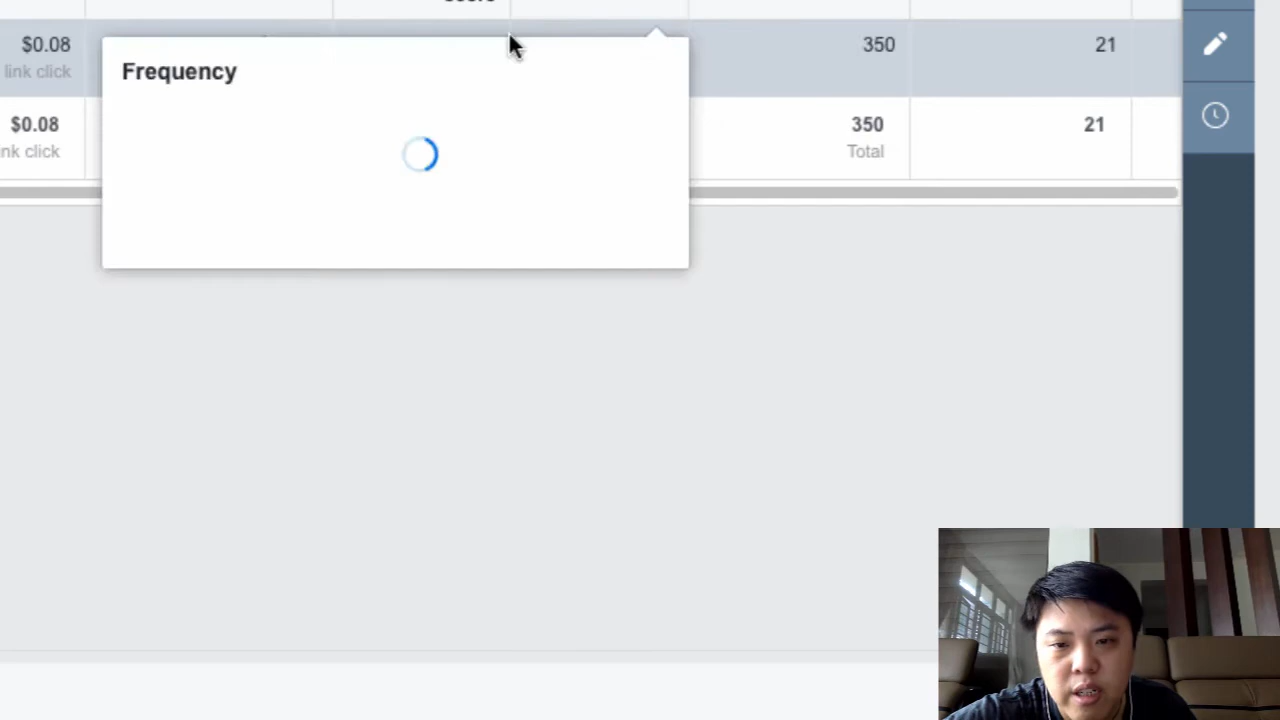 $0.08 350 21
link click
Frequency
$0.08 350 21
nk click Total